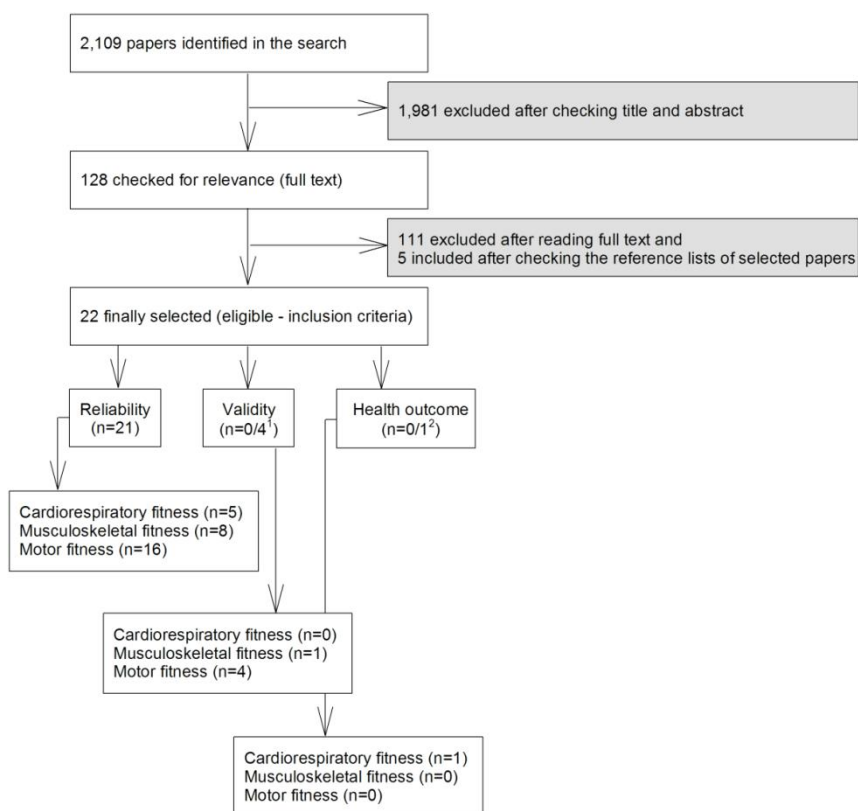 2,109 papers identified in the search
1,981 excluded after checking title and abstract
128 checked for relevance (full text)
111 excluded after reading full text and
5 included after checking the reference lists of selected papers
22 finally selected (eligible - inclusion criteria)
Reliability
(n=21)
Validity
(n=0/4¹)
Health outcome
(n=0/1²)
Cardiorespiratory fitness (n=5)
Musculoskeletal fitness (n=8)
Motor fitness (n=16)
Cardiorespiratory fitness (n=0)
Musculoskeletal fitness (n=1)
Motor fitness (n=4)
Cardiorespiratory fitness (n=1)
Musculoskeletal fitness (n=0)
Motor fitness (n=0)